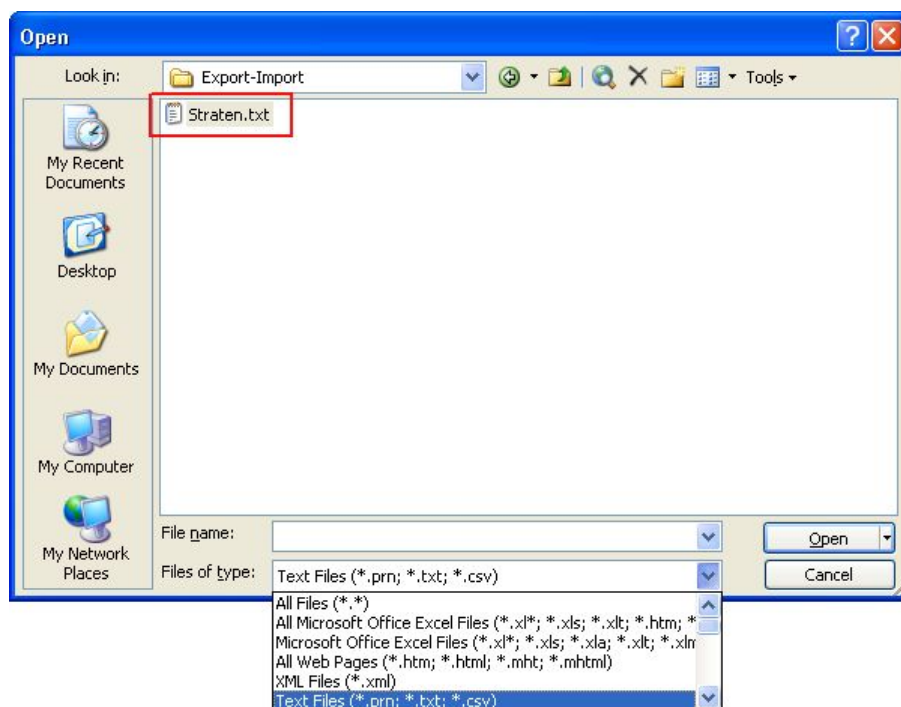 Open
Look in:
Export-Import
Tools
Straten.txt
My Recent
Documents
Desktop
My Documents
My Computer
My Network
Places
File name:
Open
Files of type:
Text Files (*.prn; *.txt; *.csv)
Cancel
All Files (*.*)
All Microsoft Office Excel Files (*.xl*; *.xls; *.xlt; *.htm; *
Microsoft Office Excel Files (*.xl*; *.xls; *.xla; *.xlt; *.xlm
All Web Pages (*.htm; *.html; *.mht; *.mhtml)
XML Files (*.xml)
Text Files (*.prn; *.txt; *.csv)